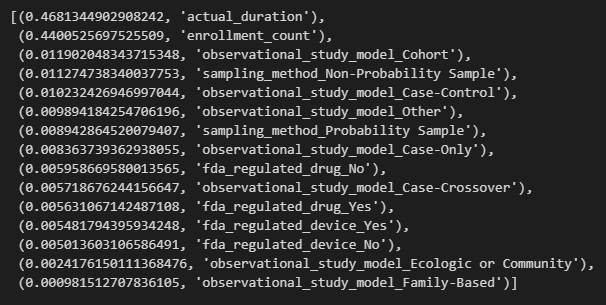 [(0.4681344902908242, 'actual_duration'),
(0.4400525697525509, 'enrollment_count'),
(0.011902048343715348, 'observational_study_model_Cohort'),
(0.011274738340037753, 'sampling_method_Non-Probability Sample'),
(0.010232426946997044, 'observational_study_model_Case-Control'),
(0.009894184254706196, 'observational_study_model_Other'),
(0.008942864520079407, 'sampling_method_Probability Sample'),
(0.008363739362938055, 'observational_study_model_Case-Only'),
(0.005958669580013565, 'fda_regulated_drug_No'),
(0.005718676244156647, 'observational_study_model_Case-Crossover'),
(0.005631067142487108, 'fda_regulated_drug_Yes'),
(0.005481794395934248, 'fda_regulated_device_Yes'),
(0.005013603106586491, 'fda_regulated_device_No'),
(0.0024176150111368476, 'observational_study_model_Ecologic or Community'),
(0.000981512707836105, 'observational_study_model_Family-Based')]